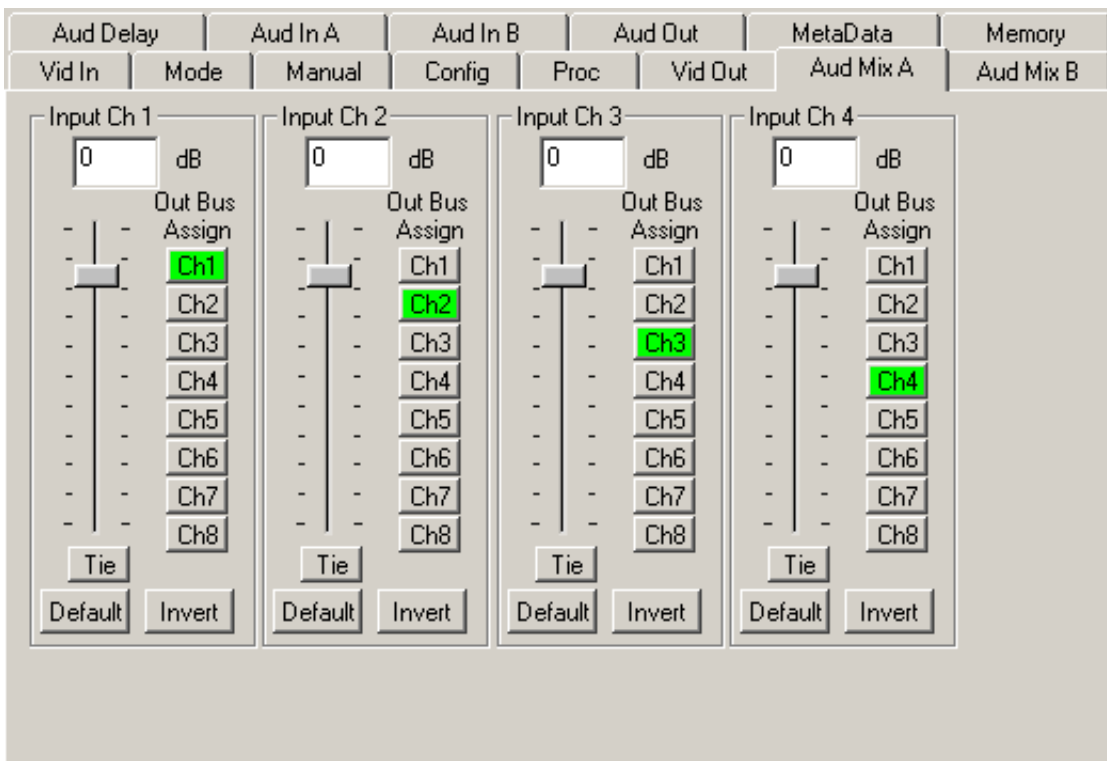 Aud Delay Aud In A Aud In B Aud Out MetaData Memory
Vid In Mode Manual Config Proc Vid Out Aud Mix A Aud Mix B
Input Ch 1 Input Ch 2 Input Ch 3 Input Ch 4
0 dB 0 dB 0 dB 0 dB
Out Bus Out Bus Out Bus Out Bus
Assign Assign Assign Assign
Ch1 Ch1 Ch1 Ch1
Ch2 Ch2 Ch2 Ch2
Ch3 Ch3 Ch3 Ch3
Ch4 Ch4 Ch4 Ch4
Ch5 Ch5 Ch5 Ch5
Ch6 Ch6 Ch6 Ch6
Ch7 Ch7 Ch7 Ch7
Ch8 Ch8 Ch8 Ch8
Tie Tie Tie Tie
Default Invert Default Invert Default Invert Default Invert